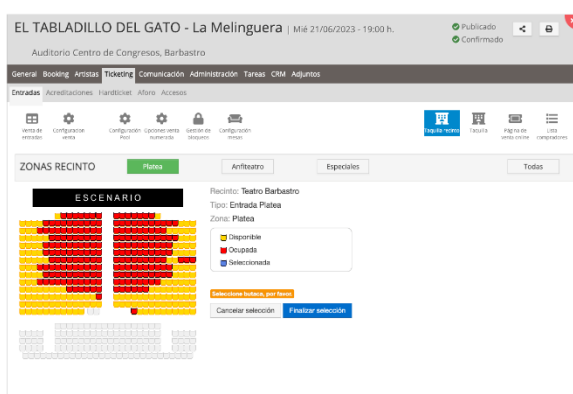 EL TABLADILLO DEL GATO - La Melinguera | Mié 21/06/2023 - 19:00 h.
Auditorio Centro de Congresos, Barbastro
Publicado
Confirmado
General Booking Artistas Ticketing Comunicación Administración Tareas CRM Adjuntos
Entradas Acreditaciones Hardticket Aforo Accesos
Venta de entradas
Configuracion venta
Configuración Pool
Opciones venta numerada
Gestión de bloqueos
Configuración mesas
Taquilla recinto
Taquilla
Página de venta online
Lista compradores
ZONAS RECINTO
Platea
Anfiteatro
Especiales
Todas
ESCENARIO
Recinto: Teatro Barbastro
Tipo: Entrada Platea
Zona: Platea
Disponible
Ocupada
Seleccionada
Seleccione butaca, por favor
Cancelar selección
Finalizar selección